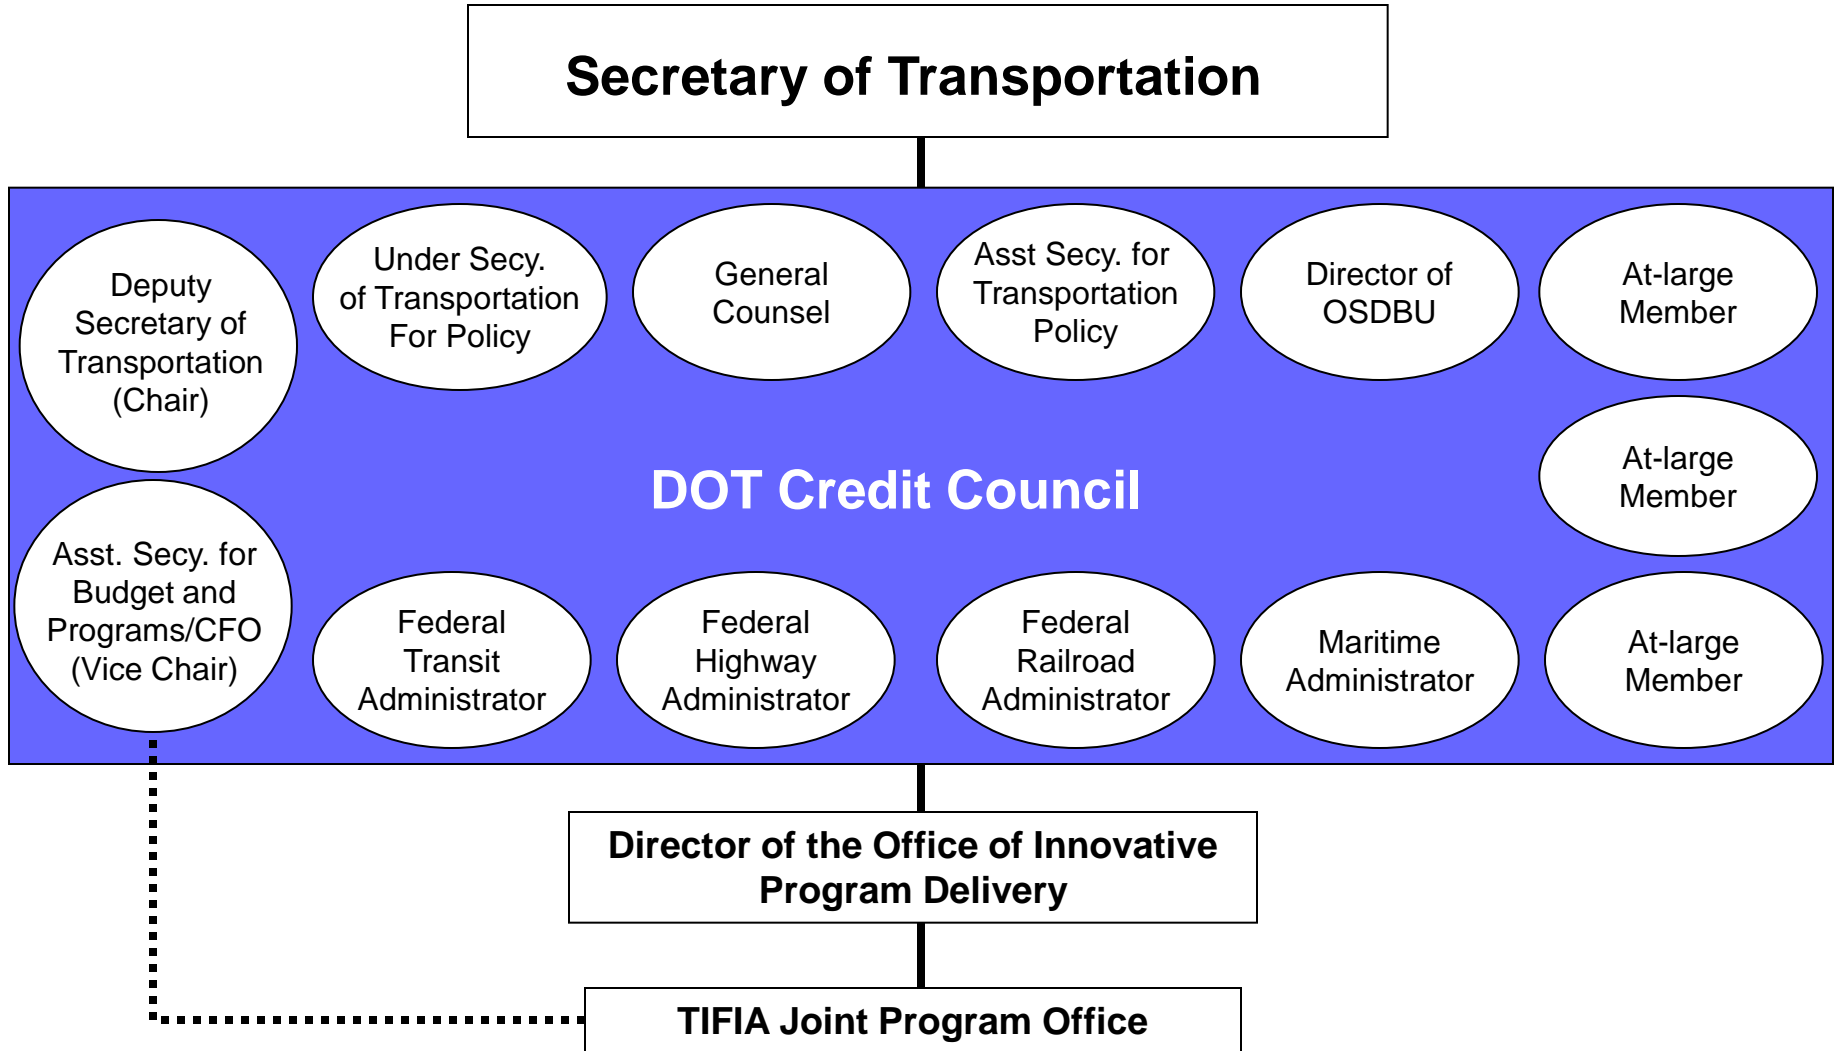 Secretary of Transportation
Deputy
Secretary of
Transportation
(Chair)
Under Secy.
of Transportation
For Policy
General
Counsel
Asst Secy. for
Transportation
Policy
Director of
OSDBU
At-large
Member
At-large
Member
DOT Credit Council
Asst. Secy. for
Budget and
Programs/CFO
(Vice Chair)
Federal
Transit
Administrator
Federal
Highway
Administrator
Federal
Railroad
Administrator
Maritime
Administrator
At-large
Member
Director of the Office of Innovative
Program Delivery
TIFIA Joint Program Office